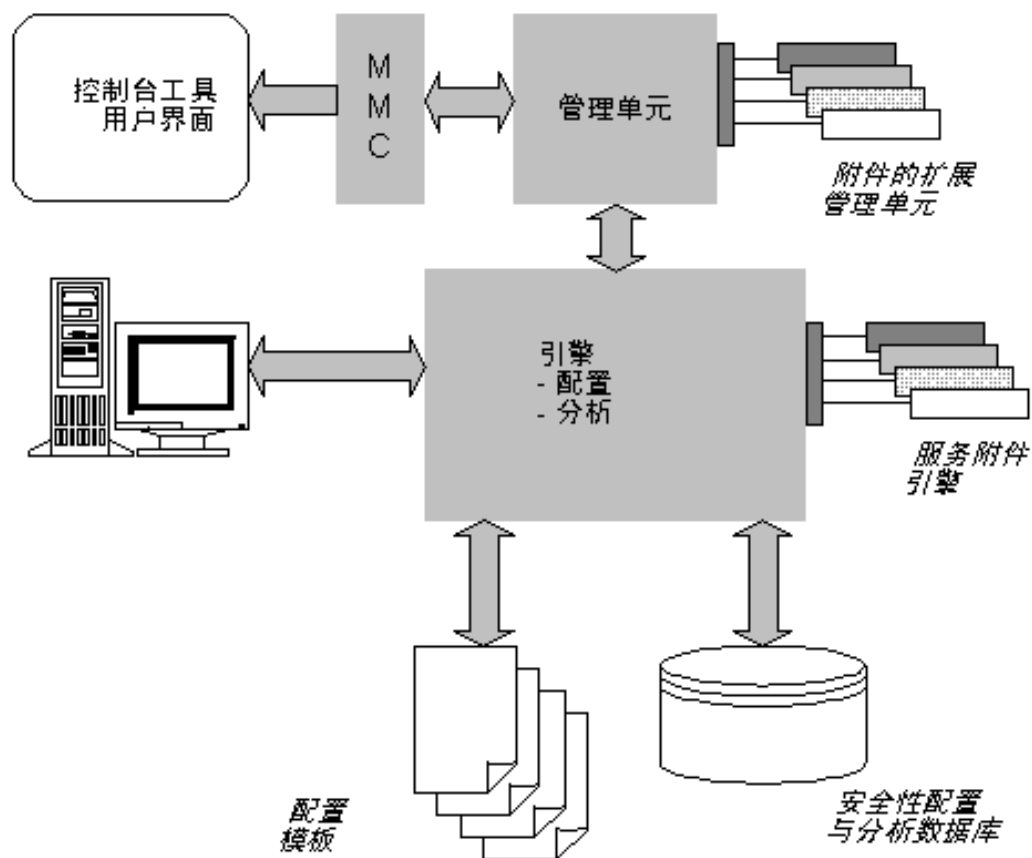 控制台工具
用户界面
M
M
C
管理单元
附件的扩展
管理单元
引擎
- 配置
- 分析
服务附件
引擎
配置
模板
安全性配置
与分析数据库